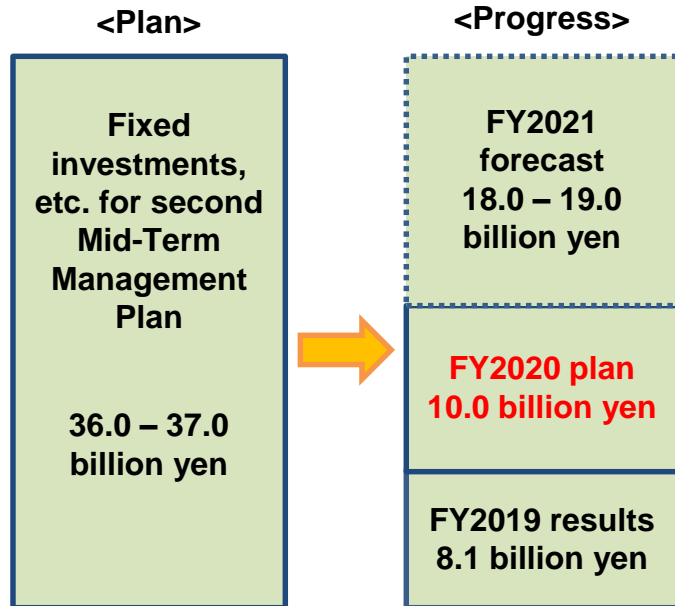 <Plan>
Fixed
investments,
etc. for second
Mid-Term
Management
Plan
36.0 – 37.0
billion yen
<Progress>
FY2021
forecast
18.0 – 19.0
billion yen
FY2020 plan
10.0 billion yen
FY2019 results
8.1 billion yen